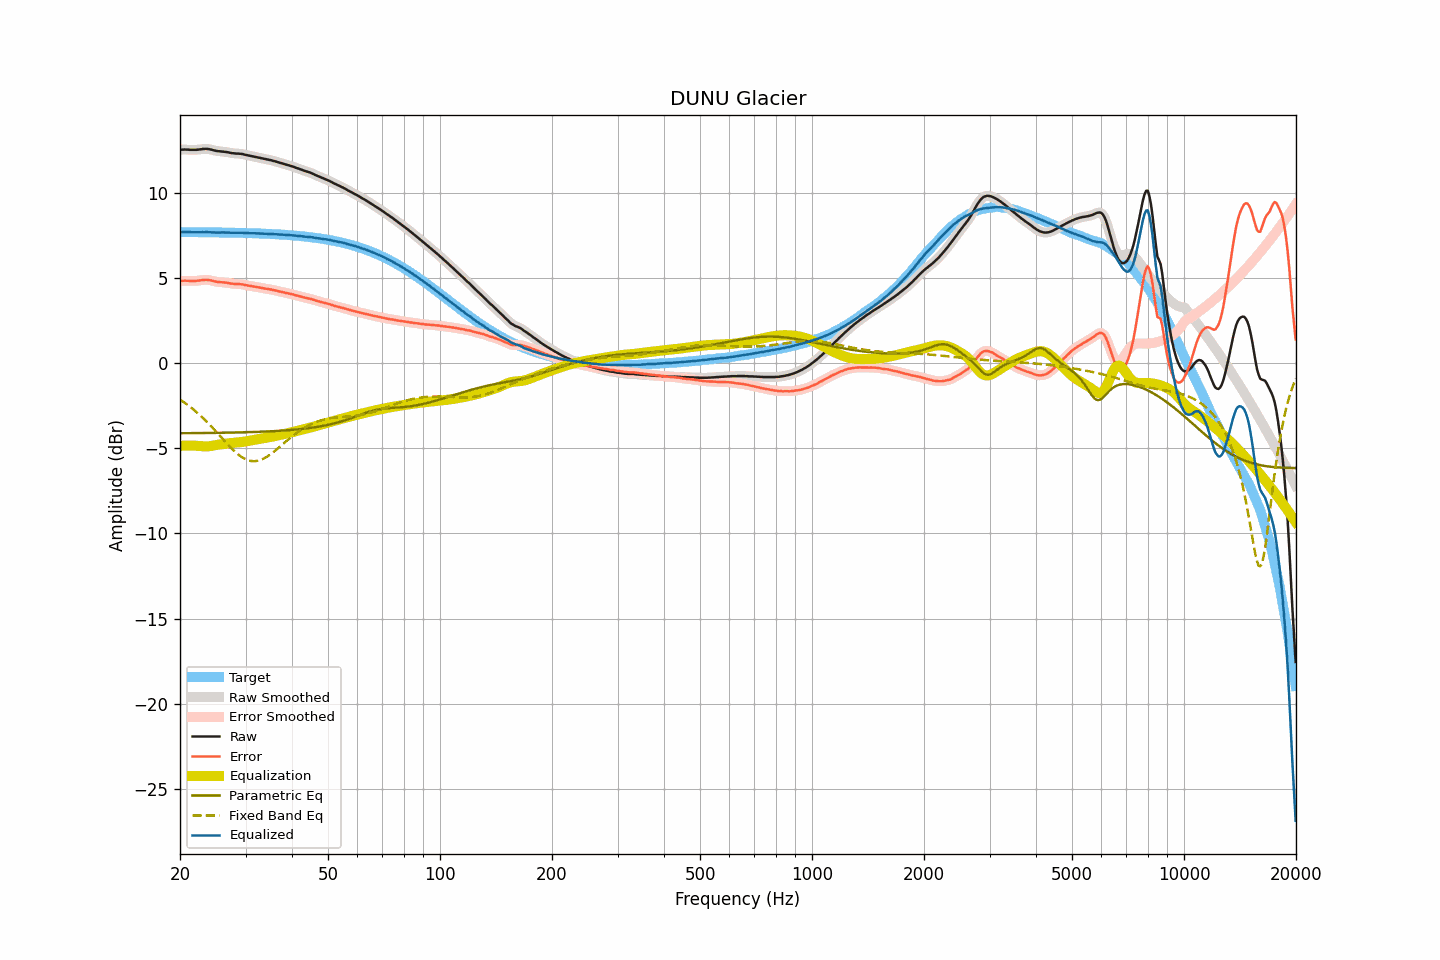 DUNU Glacier
10
5
0
−5
−10
−15
−20
−25
Amplitude (dBr)
Target
Raw Smoothed
Error Smoothed
Raw
Error
Equalization
Parametric Eq
Fixed Band Eq
Equalized
20 50 100 200 500 1000 2000 5000 10000 20000
Frequency (Hz)